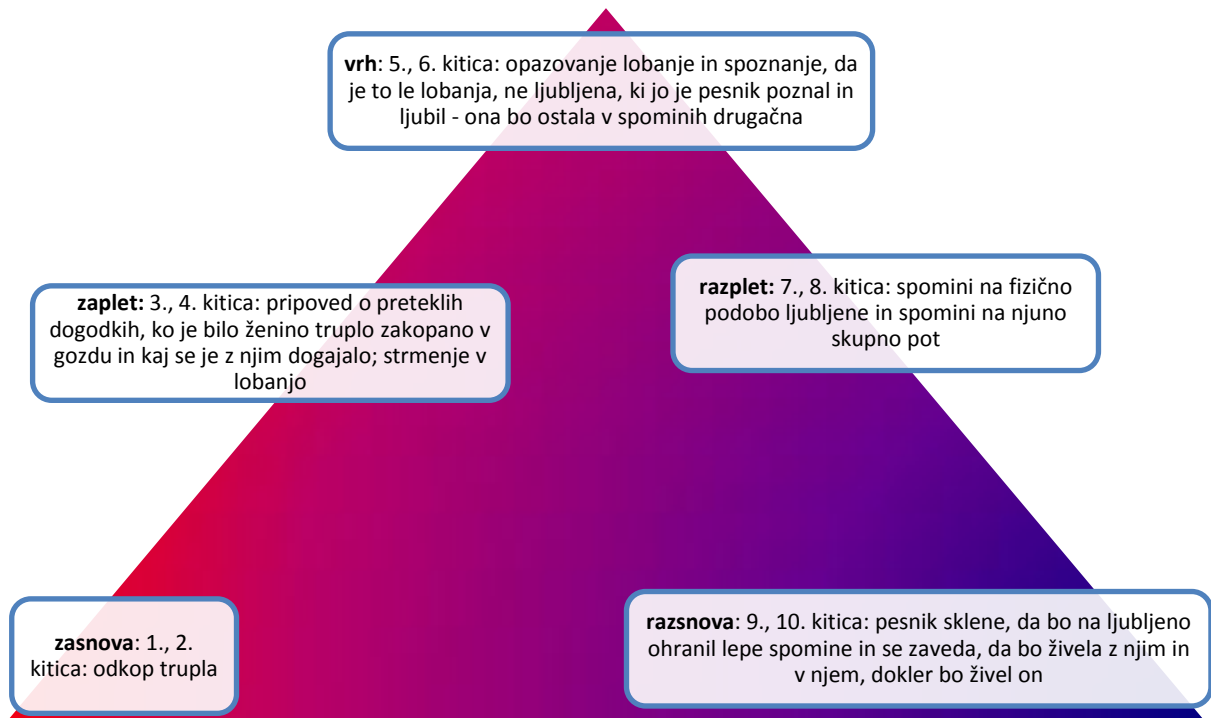 vrh: 5., 6. kitica: opazovanje lobanje in spoznanje, da
je to le lobanja, ne ljubljena, ki jo je pesnik poznal in
ljubil - ona bo ostala v spominih drugačna
zaplet: 3., 4. kitica: pripoved o preteklih
dogodkih, ko je bilo ženino truplo zakopano v
gozdu in kaj se je z njim dogajalo; strmenje v
lobanjo
razplet: 7., 8. kitica: spomini na fizično
podobo ljubljene in spomini na njuno
skupno pot
zasnova: 1., 2.
kitica: odkop trupla
razsnova: 9., 10. kitica: pesnik sklene, da bo na ljubljeno
ohranil lepe spomine in se zaveda, da bo živela z njim in
v njem, dokler bo živel on